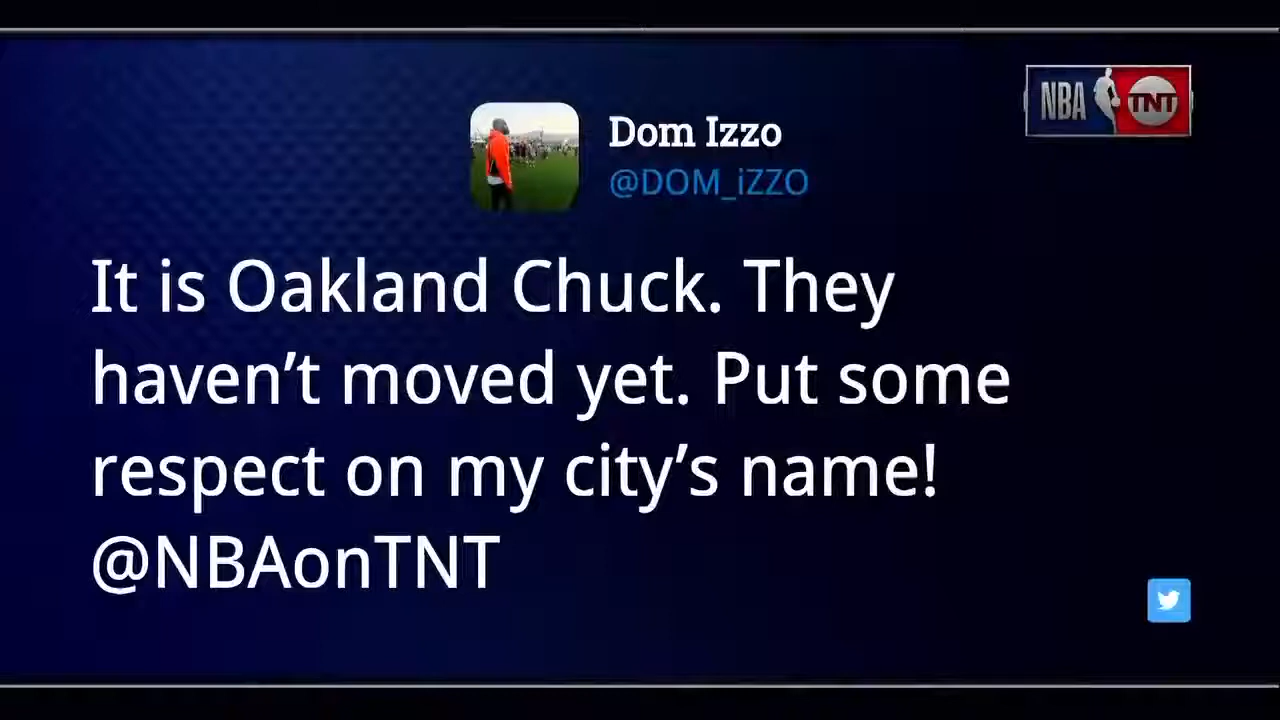 NBA TNT
Dom Izzo
@DOM_iZZO
It is Oakland Chuck. They
haven’t moved yet. Put some
respect on my city’s name!
@NBAonTNT